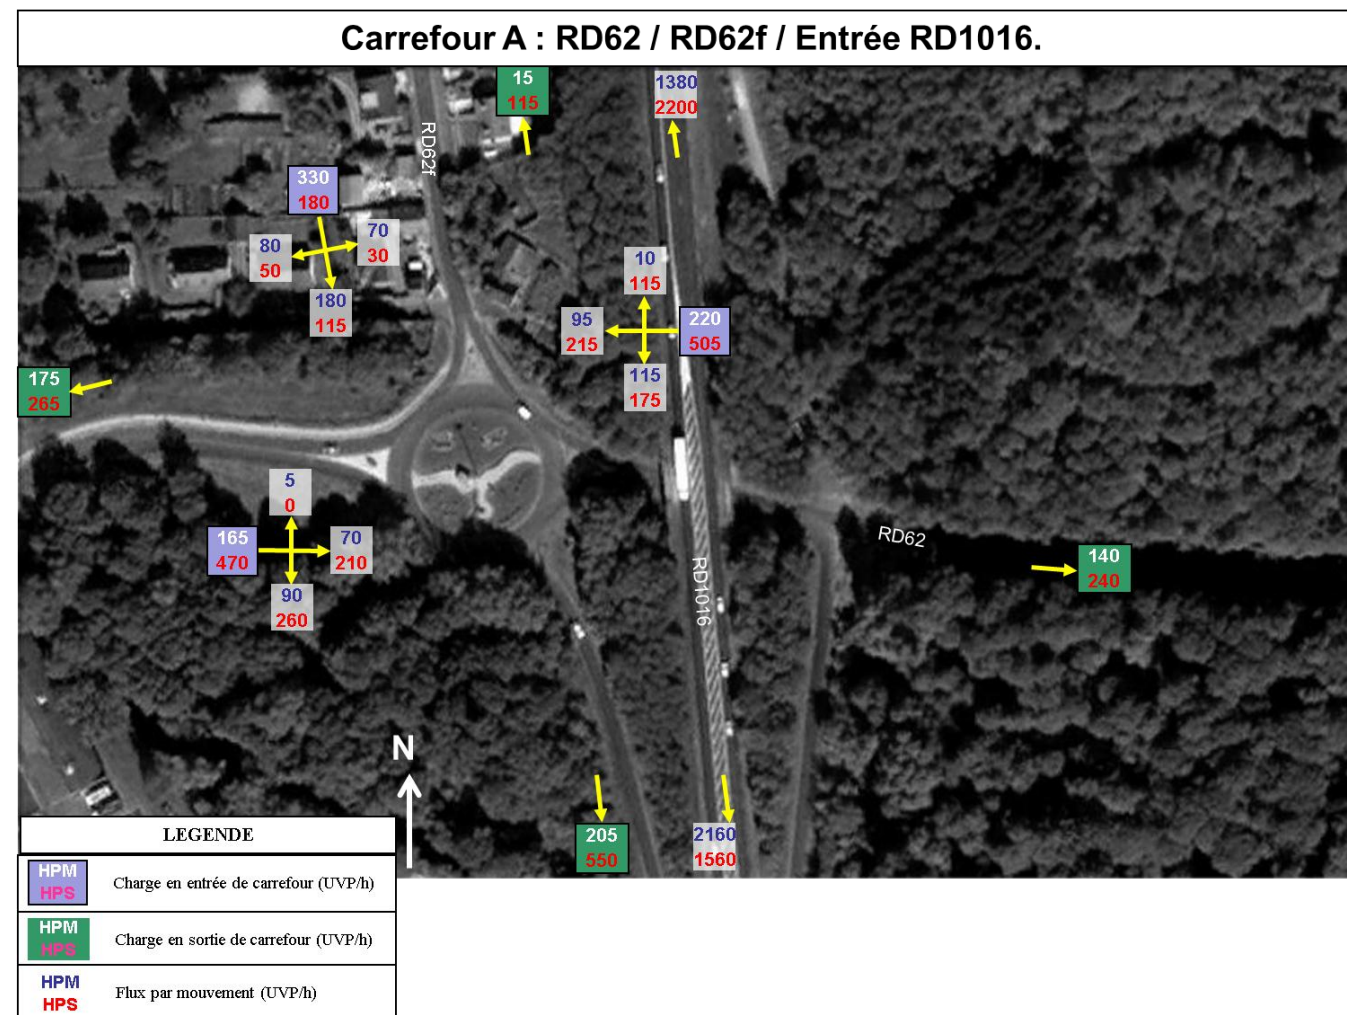 Carrefour A : RD62 / RD62f / Entrée RD1016.
15
115
1380
2200
RD62f
330
180
80
50
70
30
180
115
10
115
95
215
220
505
115
175
175
265
5
0
165
470
70
210
90
260
RD62
140
240
RD1016
N
205
550
2160
1560
LEGENDE
HPM
HPS
Charge en entrée de carrefour (UVP/h)
HPM
HPS
Charge en sortie de carrefour (UVP/h)
HPM
HPS
Flux par mouvement (UVP/h)